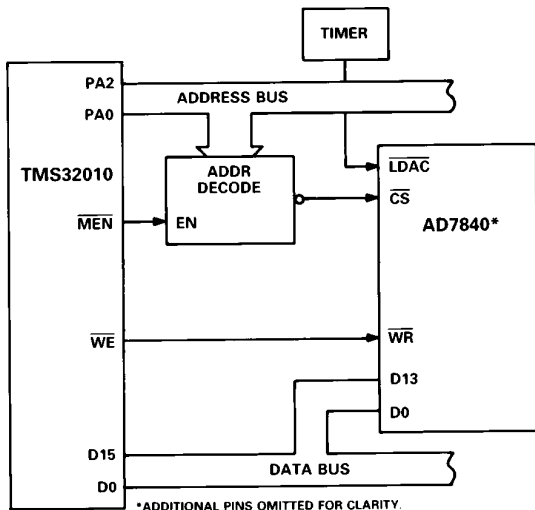 TIMER
PA2
ADDRESS BUS
PA0
TMS32010
ADDR
DECODE
LDAC
CS
AD7840*
MEN
EN
WE
WR
D13
D0
D15
DATA BUS
D0
*ADDITIONAL PINS OMITTED FOR CLARITY.